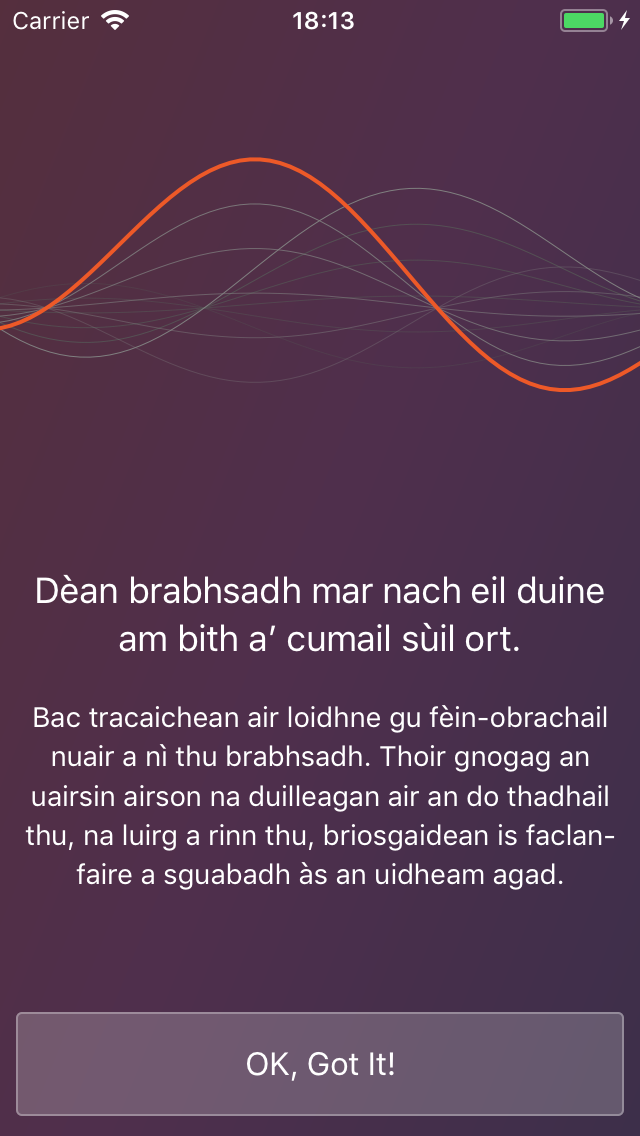 Carrier 18:13
Dèan brabhsadh mar nach eil duine
am bith a’ cumail sùil ort.
Bac tracaichean air loidhne gu fèin-obrachail
nuair a nì thu brabhsadh. Thoir gnogag an
uairsin airson na duilleagan air an do thadhail
thu, na luirg a rinn thu, briosgaidean is faclan-
faire a sguabadh às an uidheam agad.
OK, Got It!